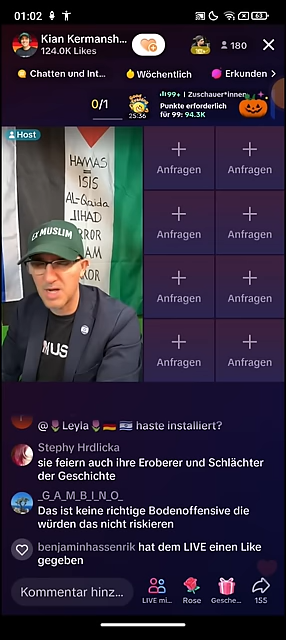 01:02
63
Kian Kermansh...
124.0K Likes
180
Chatten und Int...
Wöchentlich
Erkunden
0/1
25:36
99+ | Zuschauer*innen
Punkte erforderlich
für 99: 94.3K
Host
HAMAS
=
ISIS
AL-Qaida
JIHAD
EX MUSLIM
Anfragen
Anfragen
Anfragen
Anfragen
Anfragen
Anfragen
Anfragen
Anfragen
@🌷Leyla🌷🇩🇪 🇮🇱 haste installiert?
Stephy Hrdlicka
sie feiern auch ihre Eroberer und Schlächter
der Geschichte
_G_A_M_B_I_N_O_
Das ist keine richtige Bodenoffensive die
würden das nicht riskieren
benjaminhassenrik hat dem LIVE einen Like
gegeben
Kommentar hinz...
LIVE mi...
Rose
Gesche...
155